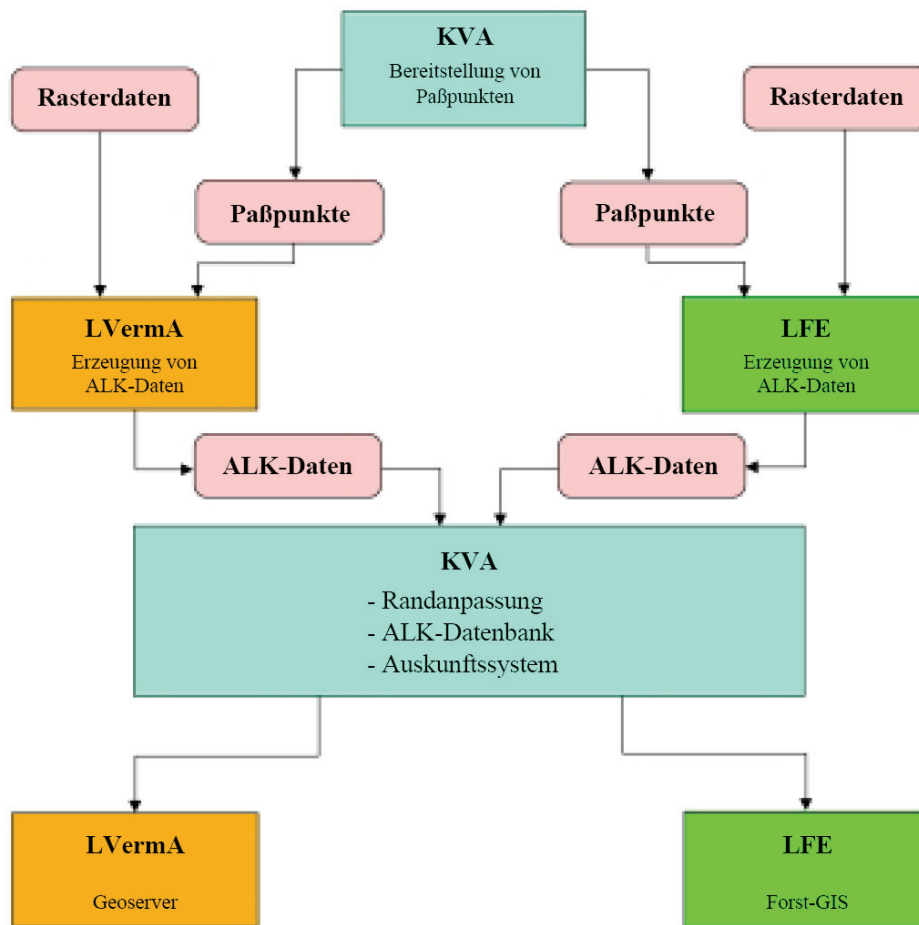 KVA
Bereitstellung von
Paßpunkten
Rasterdaten
Rasterdaten
Paßpunkte
Paßpunkte
LVermA
Erzeugung von
ALK-Daten
LFE
Erzeugung von
ALK-Daten
ALK-Daten
ALK-Daten
KVA
- Randanpassung
- ALK-Datenbank
- Auskunftssystem
LVermA
Geoserver
LFE
Forst-GIS